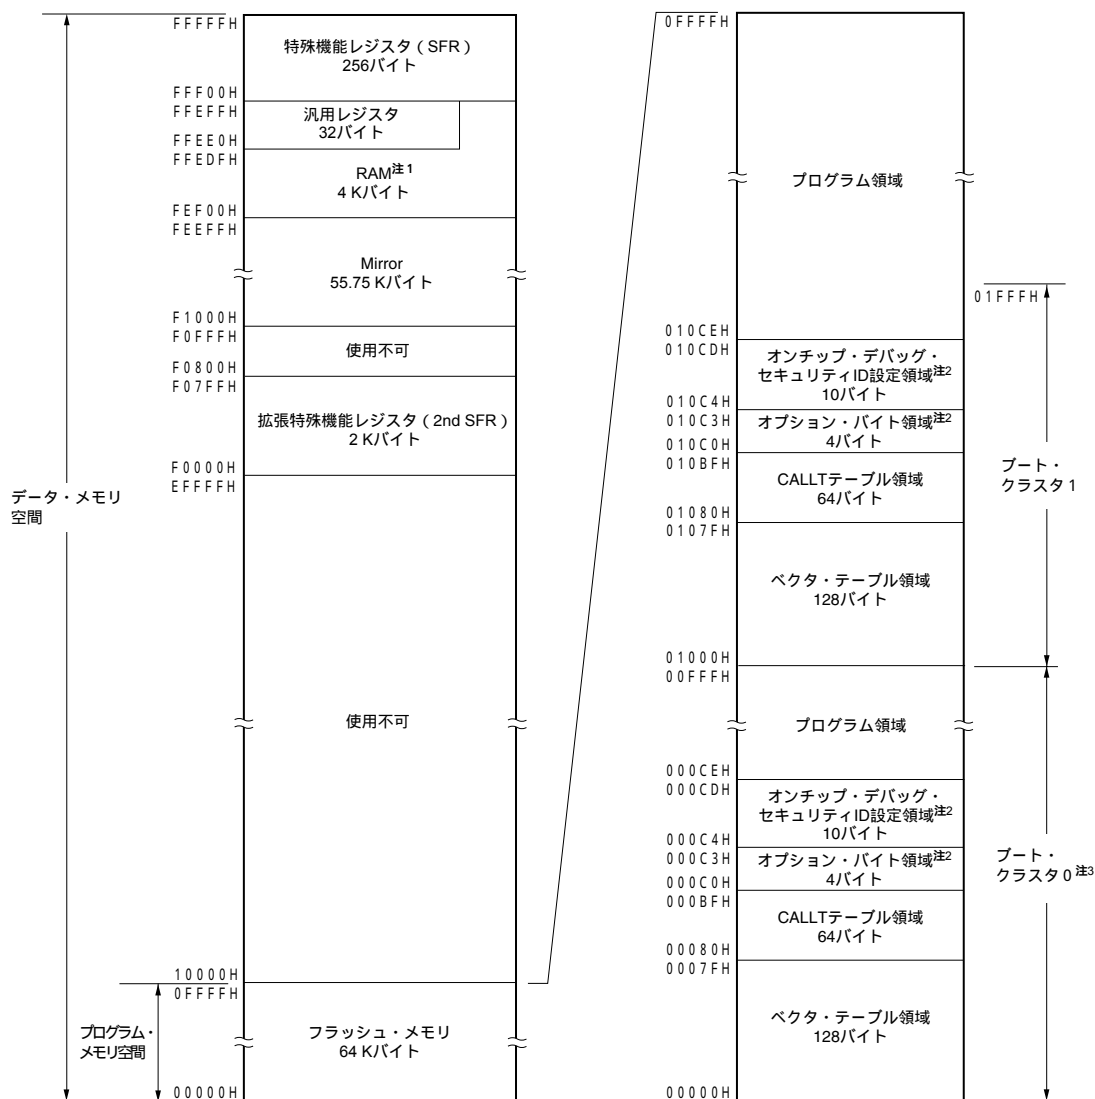 FFFFFH
特殊機能レジスタ（SFR）
256バイト
FFF00H
FFEFFH
汎用レジスタ
32バイト
FFEE0H
FFEDFH
RAM注1
4 Kバイト
FEF00H
FEEFFH
Mirror
55.75 Kバイト
F1000H
F0FFFH
使用不可
F0800H
F07FFH
拡張特殊機能レジスタ（2nd SFR）
2 Kバイト
F0000H
EFFFFH
データ・メモリ
空間
使用不可
10000H
0FFFFH
プログラム・
メモリ空間
フラッシュ・メモリ
64 Kバイト
00000H
0FFFFH
プログラム領域
01FFFH
010CEH
010CDH
オンチップ・デバッグ・
セキュリティID設定領域注2
10バイト
010C4H
010C3H
オプション・バイト領域注2
4バイト
010C0H
010BFH
CALLTテーブル領域
64バイト
ブート・
クラスタ1
01080H
0107FH
ベクタ・テーブル領域
128バイト
01000H
00FFFH
プログラム領域
000CEH
000CDH
オンチップ・デバッグ・
セキュリティID設定領域注2
10バイト
000C4H
000C3H
オプション・バイト領域注2
4バイト
ブート・
クラスタ0注3
000C0H
000BFH
CALLTテーブル領域
64バイト
00080H
0007FH
ベクタ・テーブル領域
128バイト
00000H